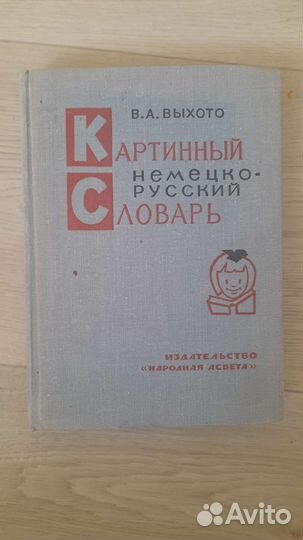 В.А. ВЫХОТО
КАРТИННЫЙ
НЕМЕЦКО-
РУССКИЙ
СЛОВАРЬ
ИЗДАТЕЛЬСТВО
«НАРОДНАЯ АСВЕТА»
Avito